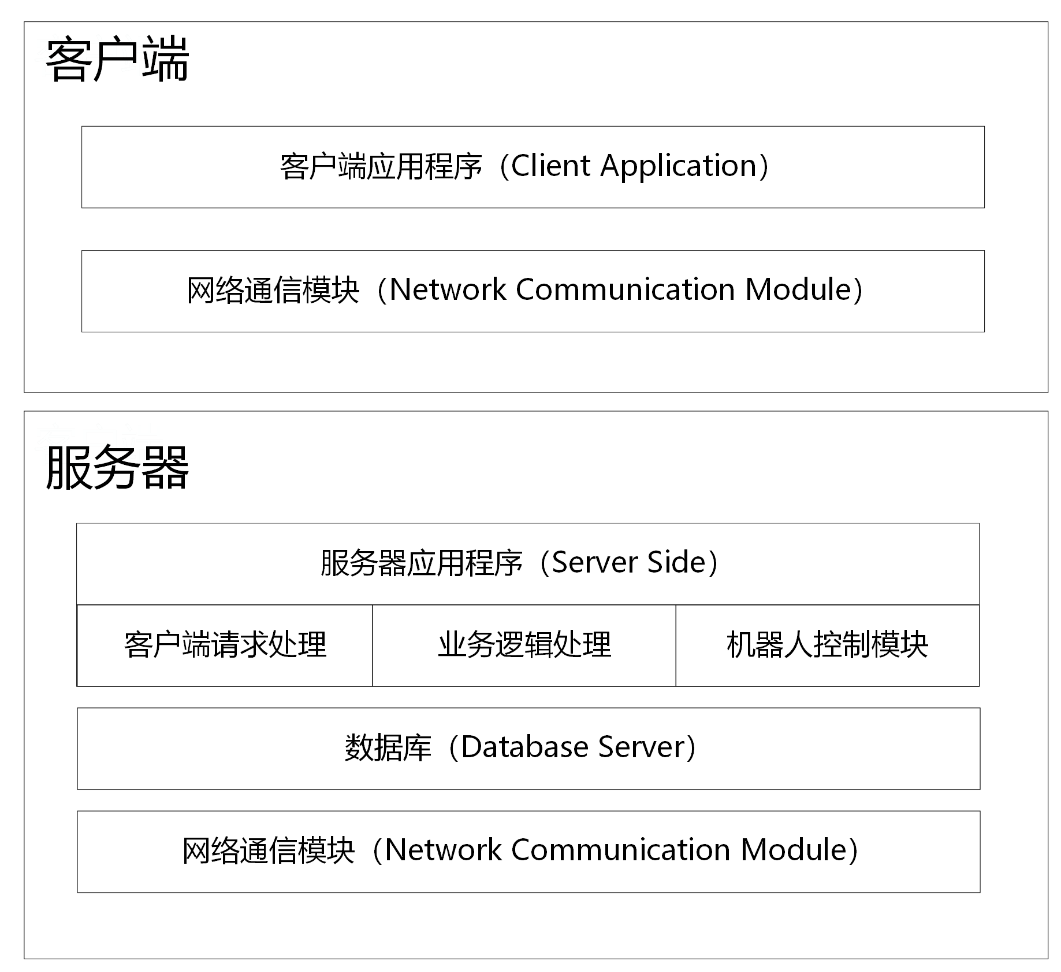 客户端
客户端应用程序（Client Application）
网络通信模块（Network Communication Module）
服务器
服务器应用程序（Server Side）
客户端请求处理
业务逻辑处理
机器人控制模块
数据库（Database Server）
网络通信模块（Network Communication Module）